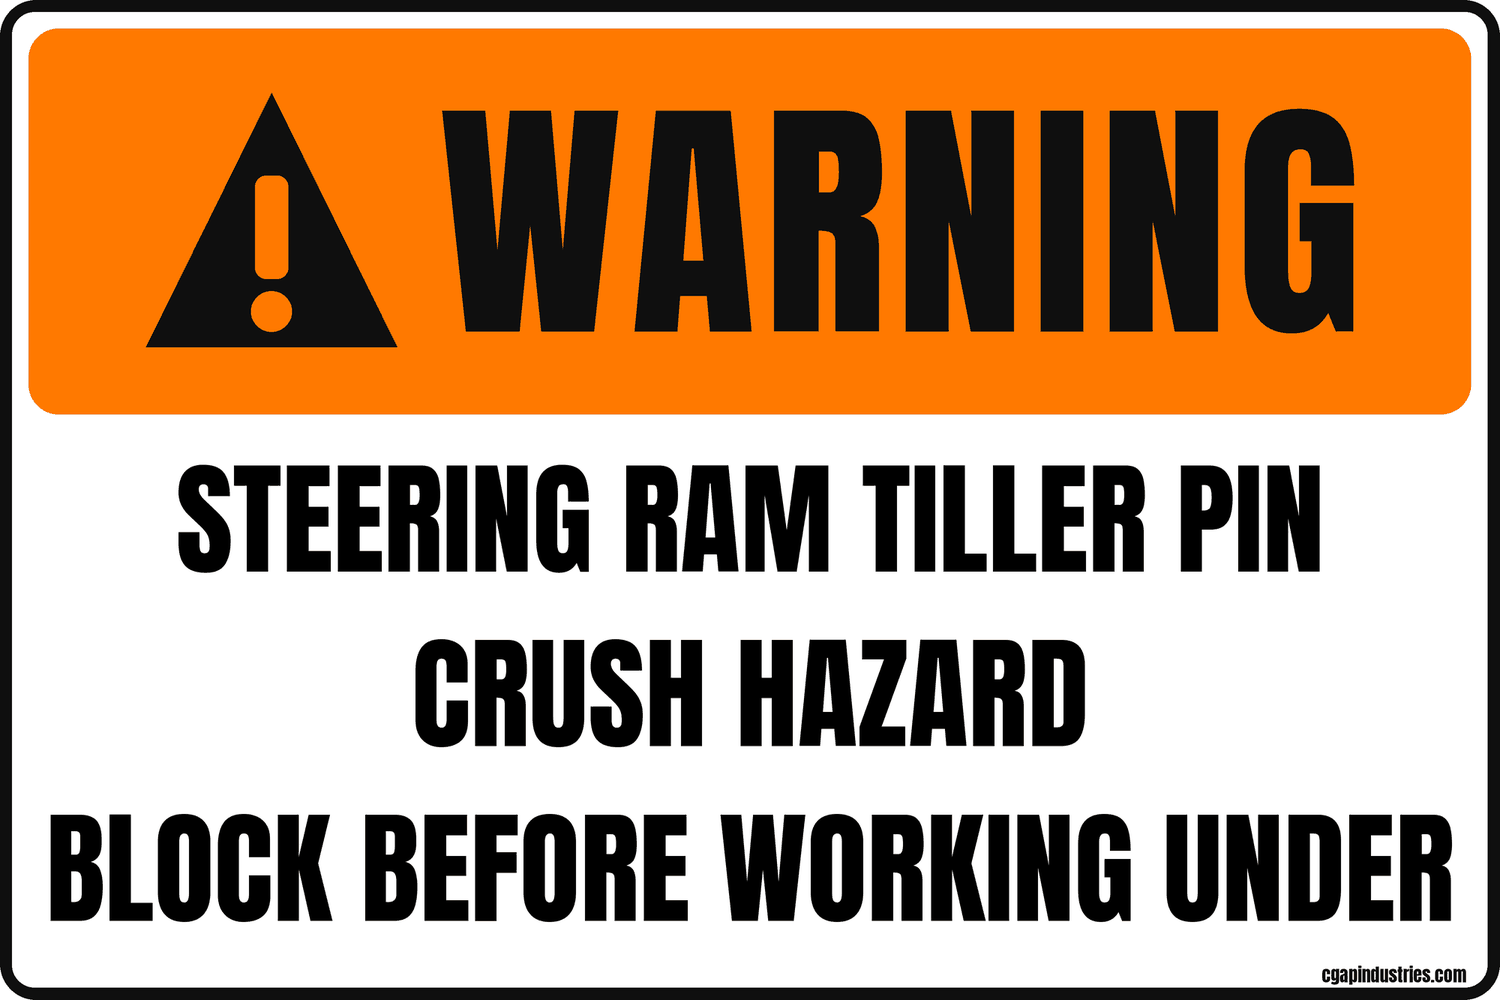 WARNING
STEERING RAM TILLER PIN
CRUSH HAZARD
BLOCK BEFORE WORKING UNDER
cgapindustries.com